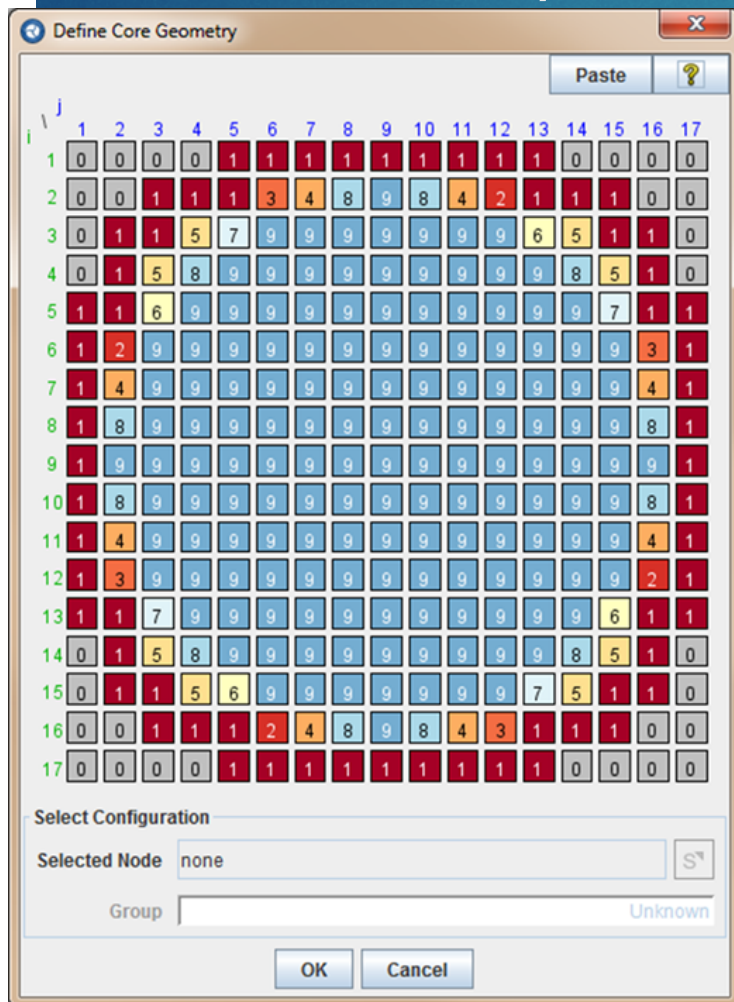 Define Core Geometry
Paste
j
\ 1 2 3 4 5 6 7 8 9 10 11 12 13 14 15 16 17
i
1 0 0 0 0 1 1 1 1 1 1 1 1 1 0 0 0 0
2 0 0 1 1 1 3 4 8 9 8 4 2 1 1 1 0 0
3 0 1 1 5 7 9 9 9 9 9 9 9 6 5 1 1 0
4 0 1 5 8 9 9 9 9 9 9 9 9 9 8 5 1 0
5 1 1 6 9 9 9 9 9 9 9 9 9 9 9 7 1 1
6 1 2 9 9 9 9 9 9 9 9 9 9 9 9 9 3 1
7 1 4 9 9 9 9 9 9 9 9 9 9 9 9 9 4 1
8 1 8 9 9 9 9 9 9 9 9 9 9 9 9 9 8 1
9 1 9 9 9 9 9 9 9 9 9 9 9 9 9 9 9 1
10 1 8 9 9 9 9 9 9 9 9 9 9 9 9 9 8 1
11 1 4 9 9 9 9 9 9 9 9 9 9 9 9 9 4 1
12 1 3 9 9 9 9 9 9 9 9 9 9 9 9 9 2 1
13 1 1 7 9 9 9 9 9 9 9 9 9 9 9 6 1 1
14 0 1 5 8 9 9 9 9 9 9 9 9 9 8 5 1 0
15 0 1 1 5 6 9 9 9 9 9 9 9 7 5 1 1 0
16 0 0 1 1 1 2 4 8 9 8 4 3 1 1 1 0 0
17 0 0 0 0 1 1 1 1 1 1 1 1 1 0 0 0 0
Select Configuration
Selected Node none S
Group Unknown
OK Cancel